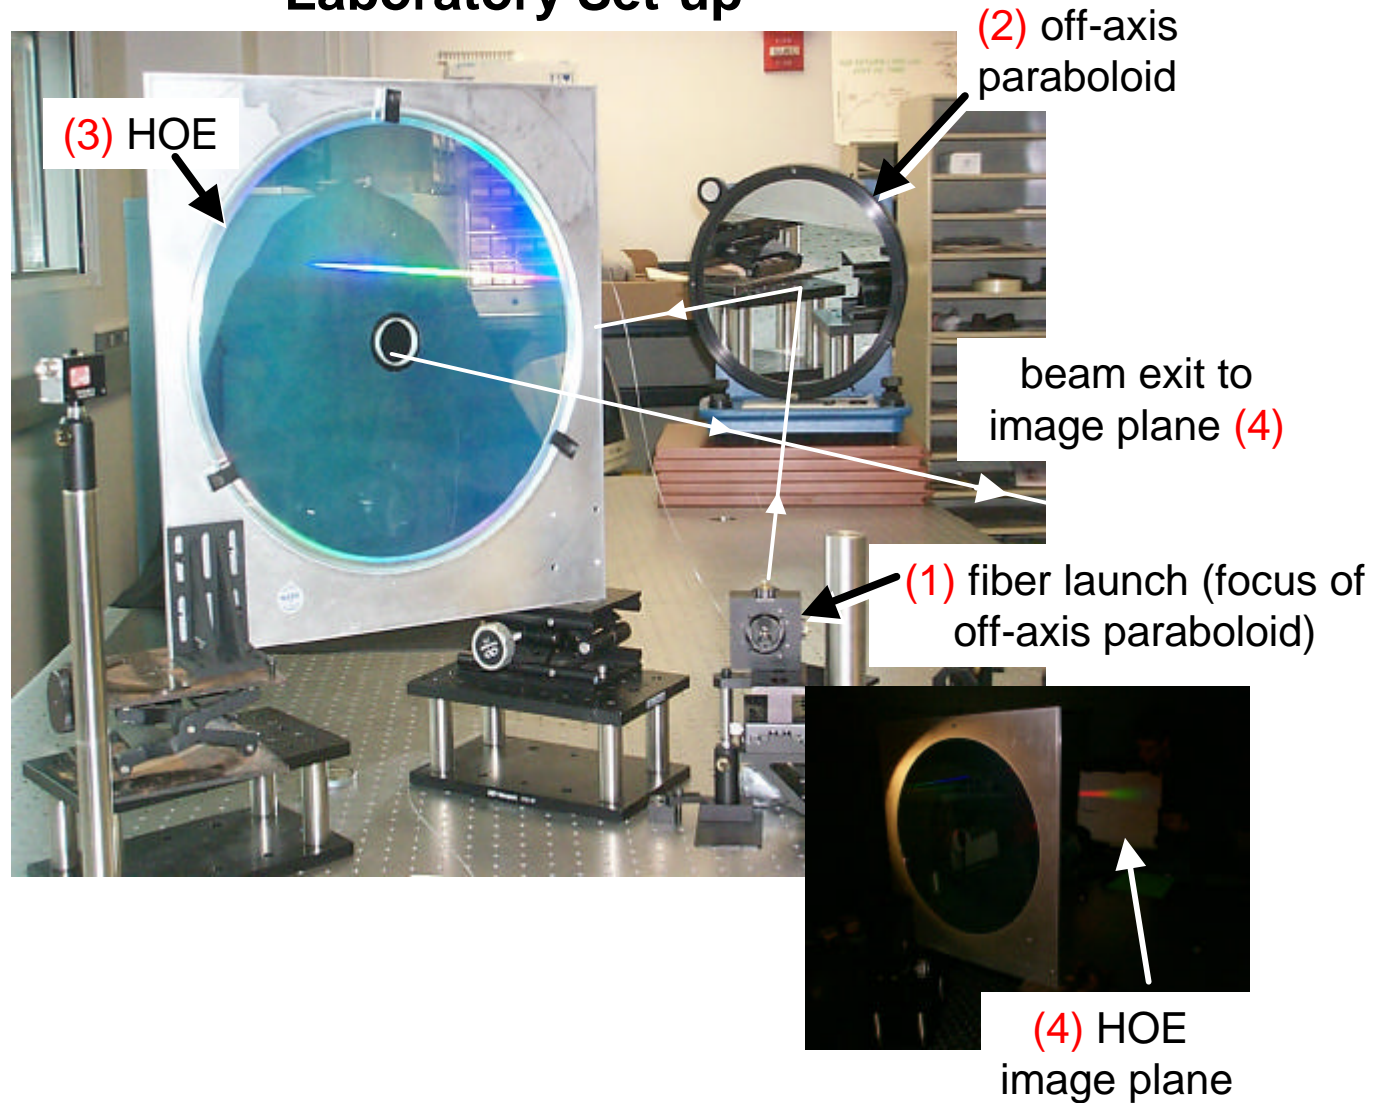 Laboratory Set-up
(2) off-axis
paraboloid
(3) HOE
beam exit to
image plane (4)
(1) fiber launch (focus of
off-axis paraboloid)
(4) HOE
image plane